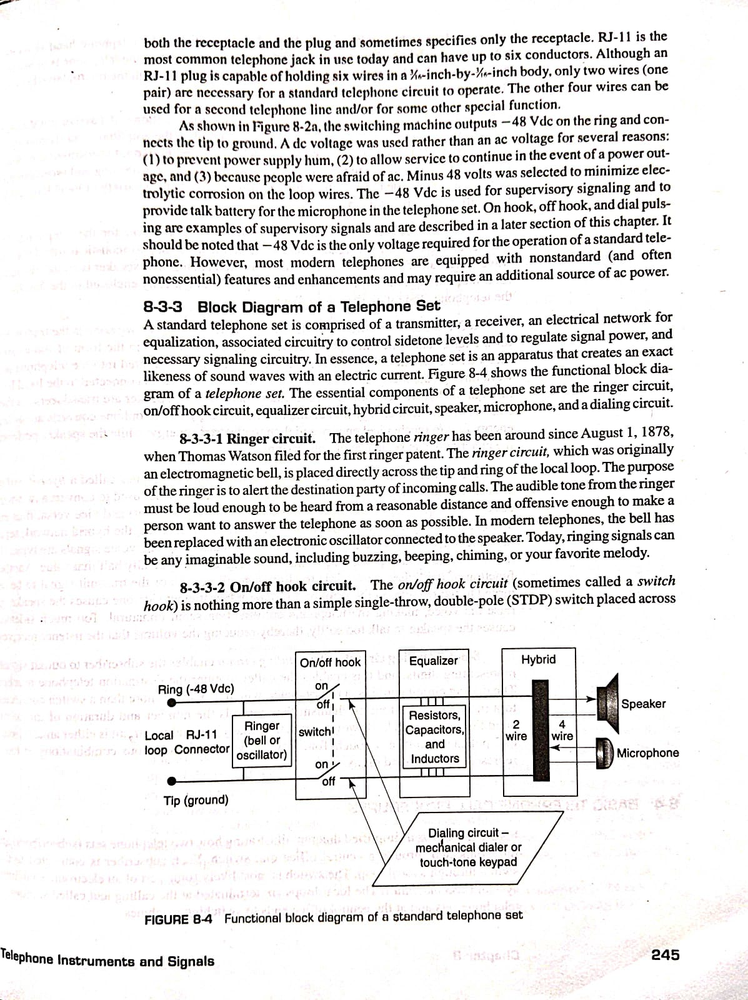 both the receptacle and the plug and sometimes specifies only the receptacle. RJ-11 is the
most common telephone jack in use today and can have up to six conductors. Although an
RJ-11 plug is capable of holding six wires in a -inch-by- -inch body, only two wires (one
pair) are necessary for a standard telephone circuit to operate. The other four wires can be
used for a second telephone line and/or for some other special function.
As shown in Figure 8-2a, the switching machine outputs −48 Vdc on the ring and con-
nects the tip to ground. A dc voltage was used rather than an ac voltage for several reasons:
(1) to prevent power supply hum, (2) to allow service to continue in the event of a power out-
age, and (3) because people were afraid of ac. Minus 48 volts was selected to minimize elec-
trolytic corrosion on the loop wires. The −48 Vdc is used for supervisory signaling and to
provide talk battery for the microphone in the telephone set. On hook, off hook, and dial puls-
ing are examples of supervisory signals and are described in a later section of this chapter. It
should be noted that −48 Vdc is the only voltage required for the operation of a standard tele-
phone. However, most modern telephones are equipped with nonstandard (and often
nonessential) features and enhancements and may require an additional source of ac power.
8-3-3 Block Diagram of a Telephone Set
A standard telephone set is comprised of a transmitter, a receiver, an electrical network for
equalization, associated circuitry to control sidetone levels and to regulate signal power, and
necessary signaling circuitry. In essence, a telephone set is an apparatus that creates an exact
likeness of sound waves with an electric current. Figure 8-4 shows the functional block dia-
gram of a telephone set. The essential components of a telephone set are the ringer circuit,
on/off hook circuit, equalizer circuit, hybrid circuit, speaker, microphone, and a dialing circuit.
8-3-3-1 Ringer circuit. The telephone ringer has been around since August 1, 1878,
when Thomas Watson filed for the first ringer patent. The ringer circuit, which was originally
an electromagnetic bell, is placed directly across the tip and ring of the local loop. The purpose
of the ringer is to alert the destination party of incoming calls. The audible tone from the ringer
must be loud enough to be heard from a reasonable distance and offensive enough to make a
person want to answer the telephone as soon as possible. In modern telephones, the bell has
been replaced with an electronic oscillator connected to the speaker. Today, ringing signals can
be any imaginable sound, including buzzing, beeping, chiming, or your favorite melody.
8-3-3-2 On/off hook circuit. The on/off hook circuit (sometimes called a switch
hook) is nothing more than a simple single-throw, double-pole (STDP) switch placed across
On/off hook
Equalizer
Hybrid
Ring (-48 Vdc)
on
off
Speaker
Local RJ-11
loop Connector
Ringer
(bell or
oscillator)
switch
Resistors,
Capacitors,
and
Inductors
2
wire
4
wire
Microphone
on
off
Tip (ground)
Dialing circuit –
mechanical dialer or
touch-tone keypad
FIGURE 8-4 Functional block diagram of a standard telephone set
Telephone Instruments and Signals
245